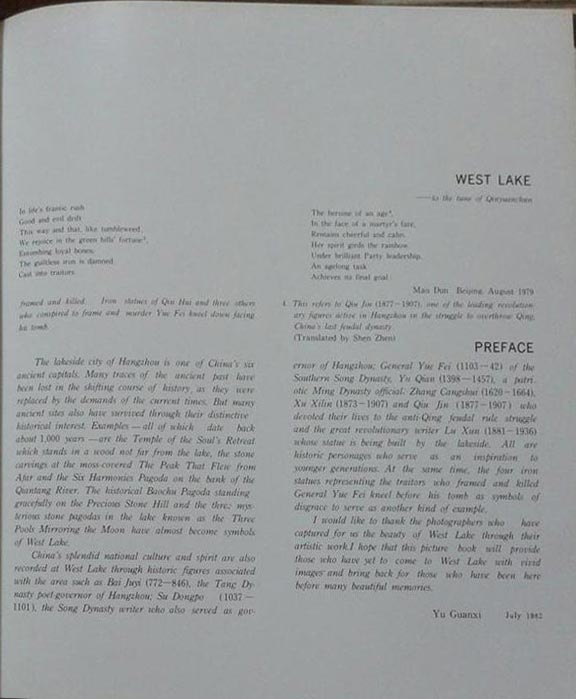 WEST LAKE
——to the tune of Qinyuanchun
In life's frantic rush
Good and evil drift
This way and that, like tumbleweed.
We rejoice in the green hills' fortune³,
Entombing loyal bones;
The guiltless iron is damned
Cast into traitors.
The heroine of an age⁴,
In the face of a martyr's fate,
Remains cheerful and calm.
Her spirit girds the rainbow.
Under brilliant Party leadership,
An agelong task
Achieves its final goal.
Mao Dun Beijing, August 1979
framed and killed. Iron statues of Qin Hui and three others
who conspired to frame and murder Yue Fei kneel down facing
his tomb.
4. This refers to Qiu Jin (1877—1907), one of the leading revolution-
ary figures active in Hangzhou in the struggle to overthrow Qing,
China's last feudal dynasty.
(Translated by Shen Zhen)
PREFACE
The lakeside city of Hangzhou is one of China's six
ancient capitals. Many traces of the ancient past have
been lost in the shifting course of history, as they were
replaced by the demands of the current times. But many
ancient sites also have survived through their distinctive
historical interest. Examples — all of which date back
about 1,000 years — are the Temple of the Soul's Retreat
which stands in a wood not far from the lake, the stone
carvings at the moss-covered The Peak That Flew from
Afar and the Six Harmonies Pagoda on the bank of the
Qiantang River. The historical Baochu Pagoda standing
gracefully on the Precious Stone Hill and the three mys-
terious stone pagodas in the lake known as the Three
Pools Mirroring the Moon have almost become symbols
of West Lake.
China's splendid national culture and spirit are also
recorded at West Lake through historic figures associated
with the area such as Bai Juyi (772—846), the Tang Dy-
nasty poet-governor of Hangzhou; Su Dongpo (1037—
1101), the Song Dynasty writer who also served as gov-
ernor of Hangzhou; General Yue Fei (1103—42) of the
Southern Song Dynasty, Yu Qian (1398—1457), a patri-
otic Ming Dynasty official, Zhang Cangshui (1620—1664),
Xu Xilin (1873—1907) and Qiu Jin (1877—1907) who
devoted their lives to the anti-Qing feudal rule struggle
and the great revolutionary writer Lu Xun (1881—1936)
whose statue is being built by the lakeside. All are
historic personages who serve as an inspiration to
younger generations. At the same time, the four iron
statues representing the traitors who framed and killed
General Yue Fei kneel before his tomb as symbols of
disgrace to serve as another kind of example.
I would like to thank the photographers who have
captured for us the beauty of West Lake through their
artistic work.I hope that this picture book will provide
those who have yet to come to West Lake with vivid
images and bring back for those who have been here
before many beautiful memories.
Yu Guanxi July 1982